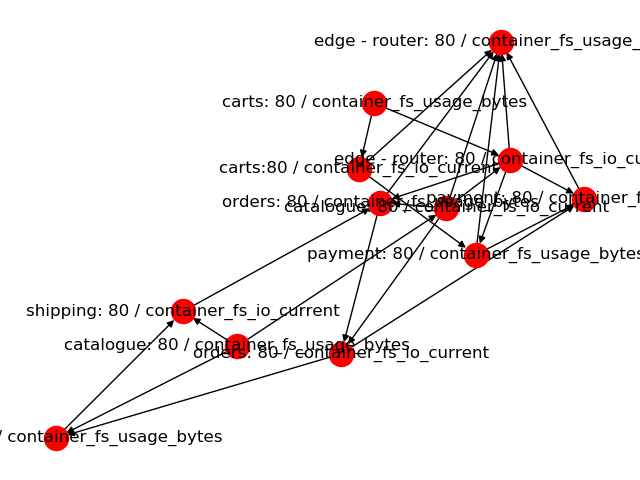 edge - router: 80 / container_fs_usage_
carts: 80 / container_fs_usage_bytes
edge - router: 80 / container_fs_io_cu
carts:80 / container_fs_io_current
payment: 80 / container_f
orders: 80 / container_fs_usage_bytes
catalogue: 80 / container_fs_io_current
payment: 80 / container_fs_usage_bytes
shipping: 80 / container_fs_io_current
catalogue: 80 / container_fs_usage_bytes
orders: 80 / container_fs_io_current
/ container_fs_usage_bytes